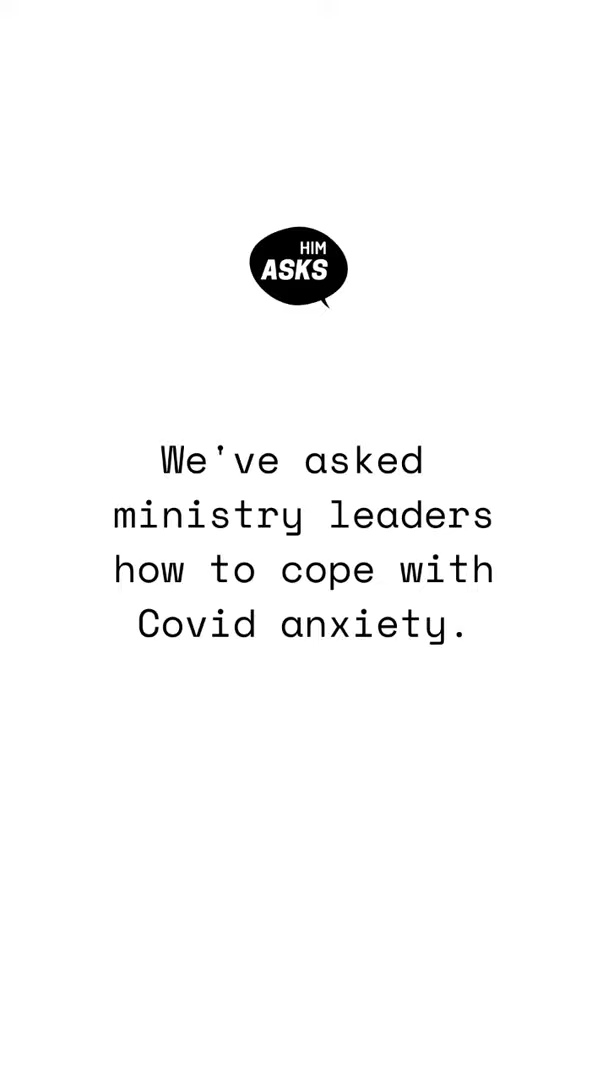 HIM
ASKS
We've asked
ministry leaders
how to cope with
Covid anxiety.